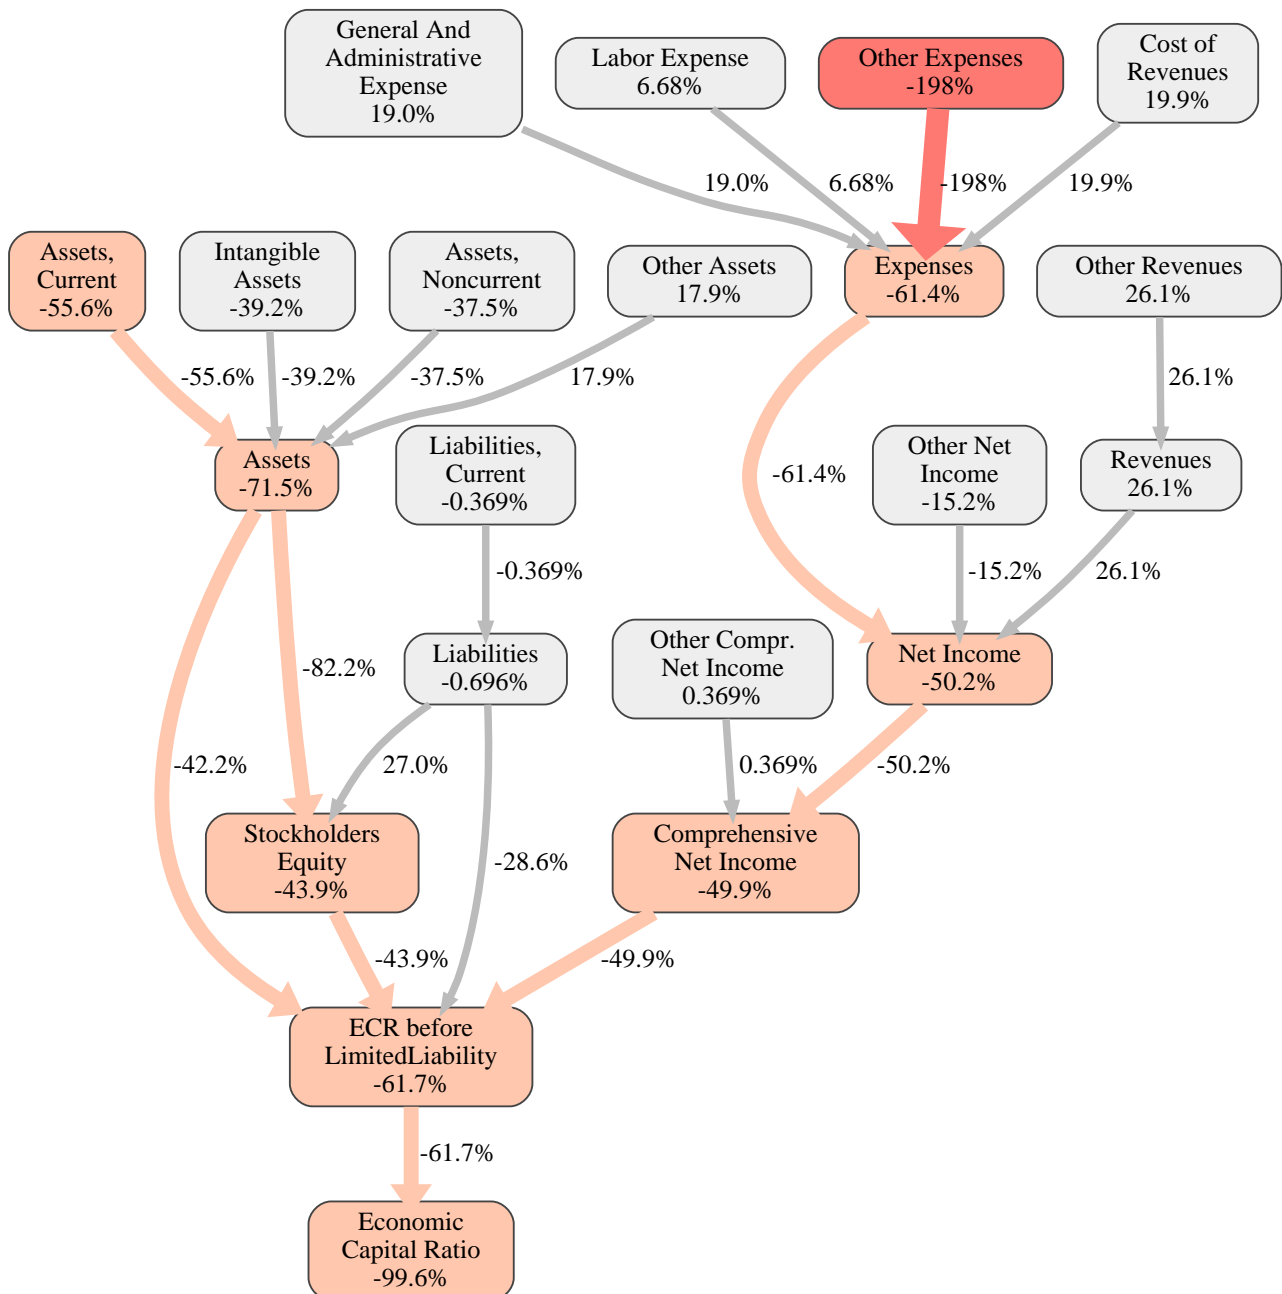 General And
Administrative
Expense
19.0%
Labor Expense
6.68%
Other Expenses
-198%
Cost of
Revenues
19.9%
19.0%
6.68%
-198%
19.9%
Assets,
Current
-55.6%
Intangible
Assets
-39.2%
Assets,
Noncurrent
-37.5%
Other Assets
17.9%
Expenses
-61.4%
Other Revenues
26.1%
-55.6%
-39.2%
-37.5%
17.9%
26.1%
Assets
-71.5%
Liabilities,
Current
-0.369%
-61.4%
Other Net
Income
-15.2%
Revenues
26.1%
-0.369%
-15.2%
26.1%
-82.2%
Liabilities
-0.696%
Other Compr.
Net Income
0.369%
Net Income
-50.2%
-42.2%
27.0%
0.369%
-50.2%
Stockholders
Equity
-43.9%
-28.6%
Comprehensive
Net Income
-49.9%
-43.9%
-49.9%
ECR before
LimitedLiability
-61.7%
-61.7%
Economic
Capital Ratio
-99.6%